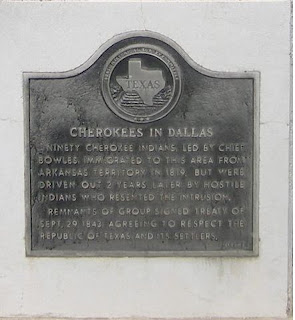 TEXAS
CHEROKEES IN DALLAS
NINETY CHEROKEE INDIANS, LED BY CHIEF
BOWLES, IMMIGRATED TO THIS AREA FROM
ARKANSAS TERRITORY IN 1819, BUT WERE
DRIVEN OUT 2 YEARS LATER BY HOSTILE
INDIANS WHO RESENTED THE INTRUSION.
REMNANTS OF GROUP SIGNED TREATY OF
SEPT. 29, 1843, AGREEING TO RESPECT THE
REPUBLIC OF TEXAS AND ITS SETTLERS.